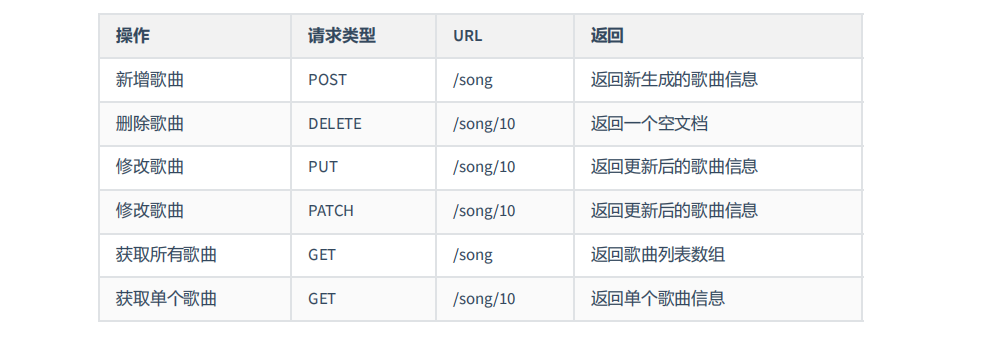 操作 请求类型 URL 返回
新增歌曲 POST /song 返回新生成的歌曲信息
删除歌曲 DELETE /song/10 返回一个空文档
修改歌曲 PUT /song/10 返回更新后的歌曲信息
修改歌曲 PATCH /song/10 返回更新后的歌曲信息
获取所有歌曲 GET /song 返回歌曲列表数组
获取单个歌曲 GET /song/10 返回单个歌曲信息